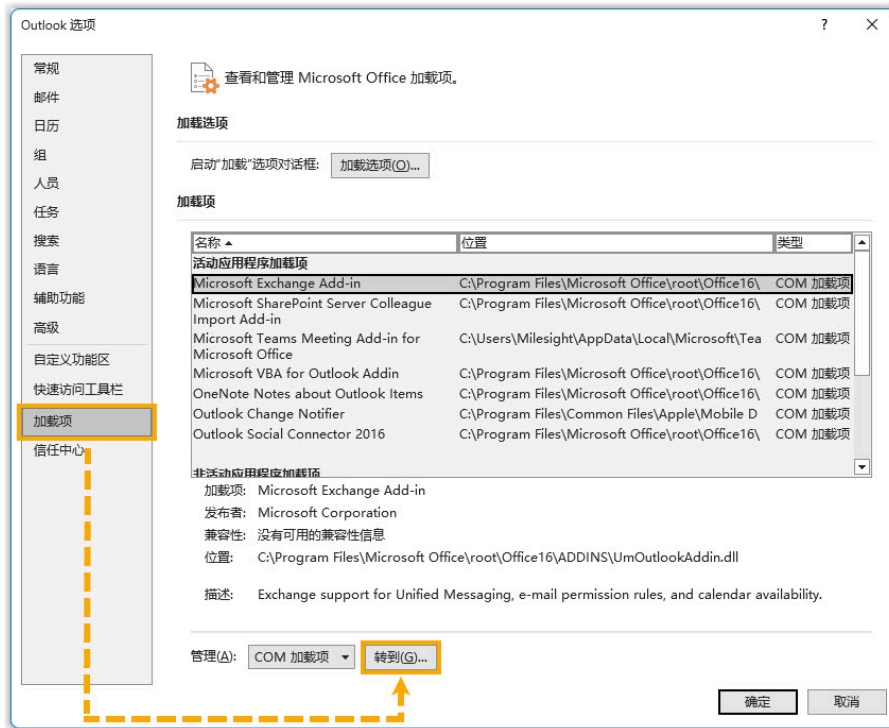 Outlook 选项
? ×
常规
邮件
日历
组
人员
任务
搜索
语言
辅助功能
高级
自定义功能区
快速访问工具栏
加载项
信任中心
查看和管理 Microsoft Office 加载项。
加载选项
启动"加载"选项对话框: 加载选项(O)...
加载项
名称 位置 类型
活动应用程序加载项
Microsoft Exchange Add-in C:\Program Files\Microsoft Office\root\Office16\ COM 加载项
Microsoft SharePoint Server Colleague C:\Program Files\Microsoft Office\root\Office16\ COM 加载项
Import Add-in
Microsoft Teams Meeting Add-in for C:\Users\Milesight\AppData\Local\Microsoft\Tea COM 加载项
Microsoft Office
Microsoft VBA for Outlook Addin C:\Program Files\Microsoft Office\root\Office16\ COM 加载项
OneNote Notes about Outlook Items C:\Program Files\Microsoft Office\root\Office16\ COM 加载项
Outlook Change Notifier C:\Program Files\Common Files\Apple\Mobile D COM 加载项
Outlook Social Connector 2016 C:\Program Files\Microsoft Office\root\Office16\ COM 加载项
非活动应用程序加载项
加载项: Microsoft Exchange Add-in
发布者: Microsoft Corporation
兼容性: 没有可用的兼容性信息
位置: C:\Program Files\Microsoft Office\root\Office16\ADDINS\UmOutlookAddin.dll
描述: Exchange support for Unified Messaging, e-mail permission rules, and calendar availability.
管理(A): COM 加载项 转到(G)...
确定 取消